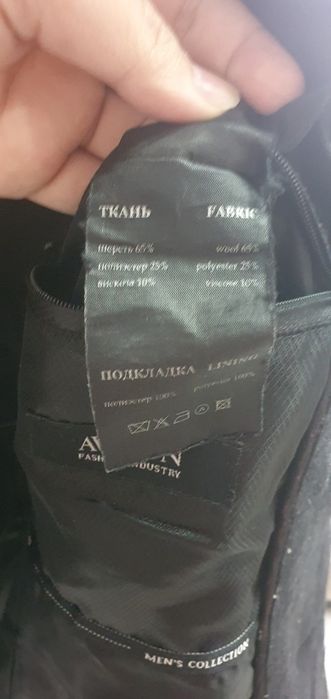 ТКАНЬ FABRIC
шерсть 65% wool 65%
полиэстер 25% polyester 25%
вискоза 10% viscose 10%
ПОДКЛАДКА LINING
полиэстер 100% polyester 100%
INDUSTRY
MEN'S COLLECTION